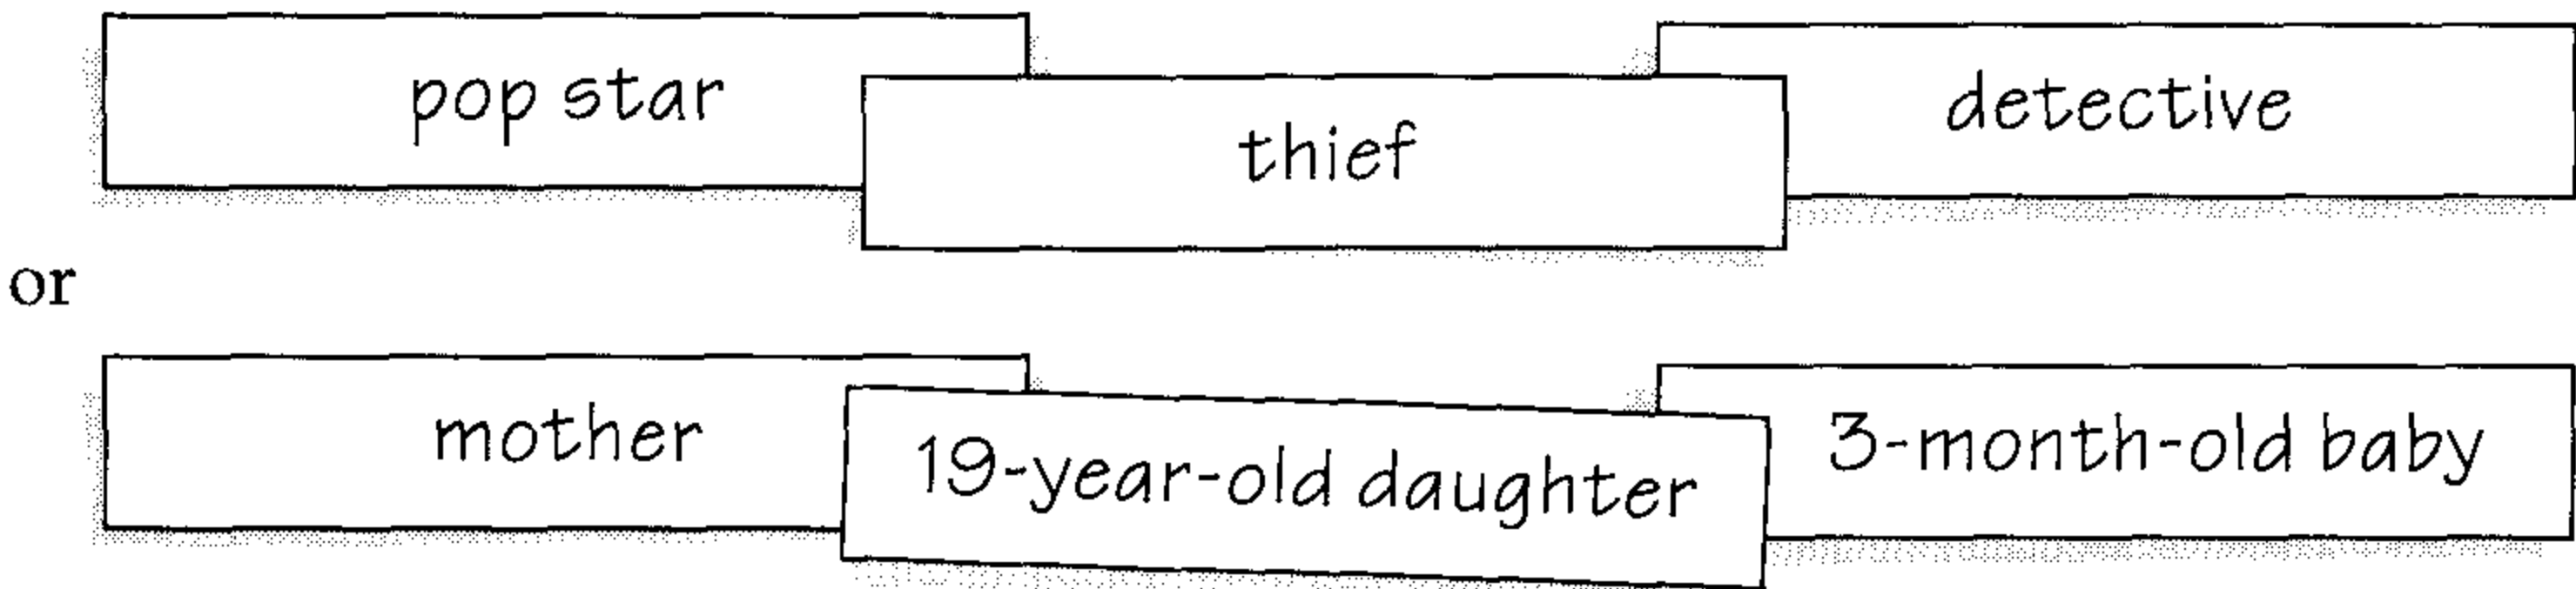 pop star
thief
detective
or
mother
19-year-old daughter
3-month-old baby